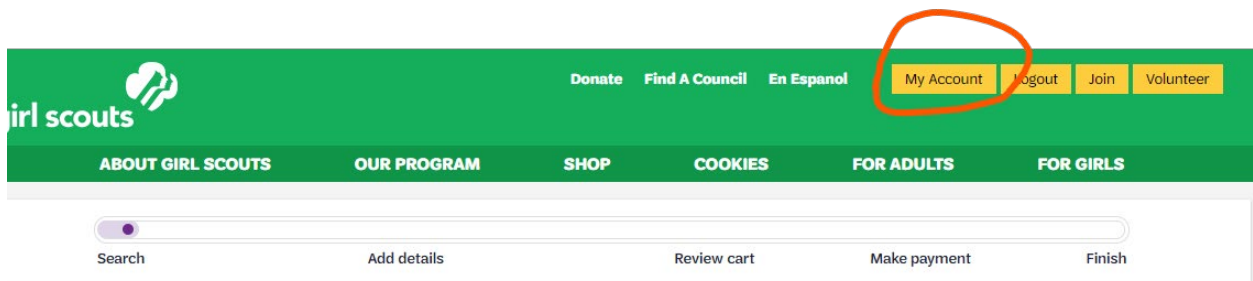 Donate Find A Council En Espanol My Account Logout Join Volunteer
girl scouts
ABOUT GIRL SCOUTS OUR PROGRAM SHOP COOKIES FOR ADULTS FOR GIRLS
Search Add details Review cart Make payment Finish